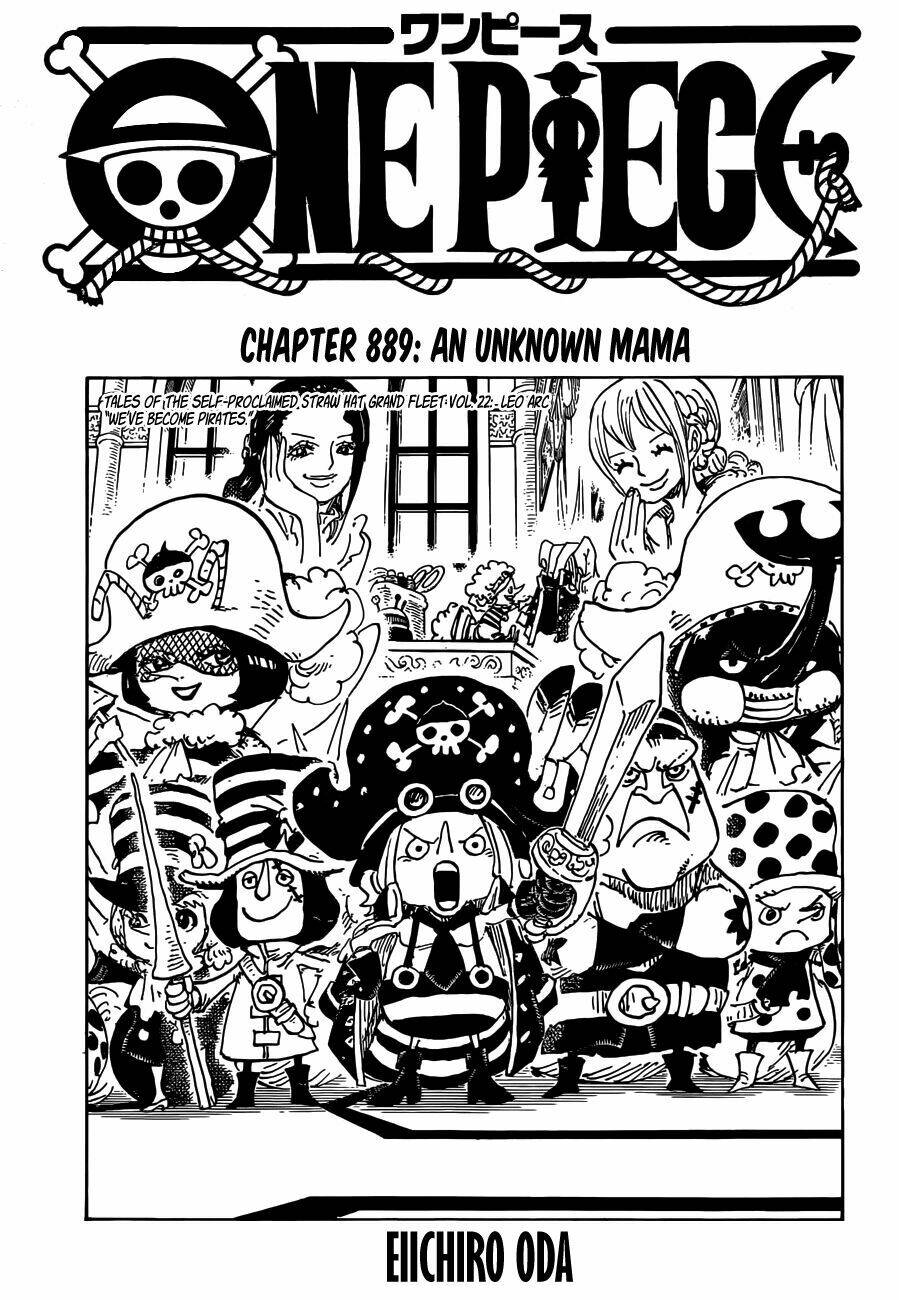 ワンピース
ONE PIECE
CHAPTER 889: AN UNKNOWN MAMA
TALES OF THE SELF-PROCLAIMED STRAW HAT GRAND FLEET VOL. 22: LEO ARC
"WE'VE BECOME PIRATES."
EIICHIRO ODA